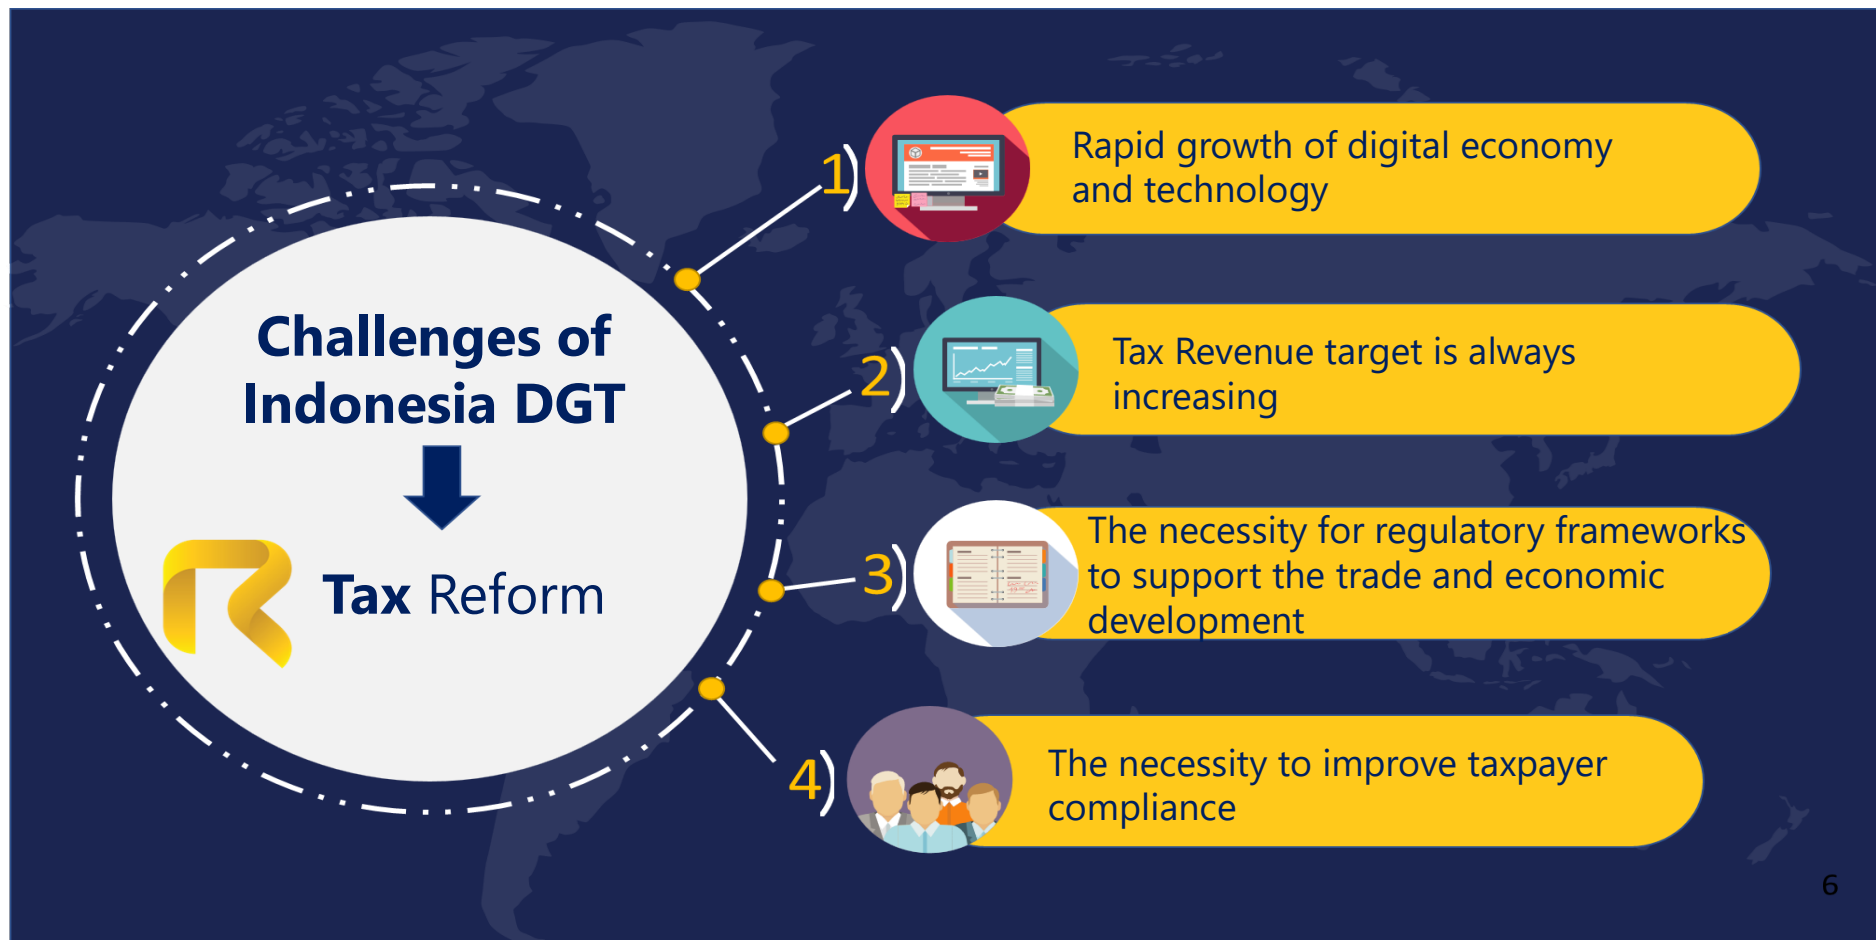 Challenges of
Indonesia DGT
Tax Reform
1)
Rapid growth of digital economy
and technology
2)
Tax Revenue target is always
increasing
3)
The necessity for regulatory frameworks
to support the trade and economic
development
4)
The necessity to improve taxpayer
compliance
6